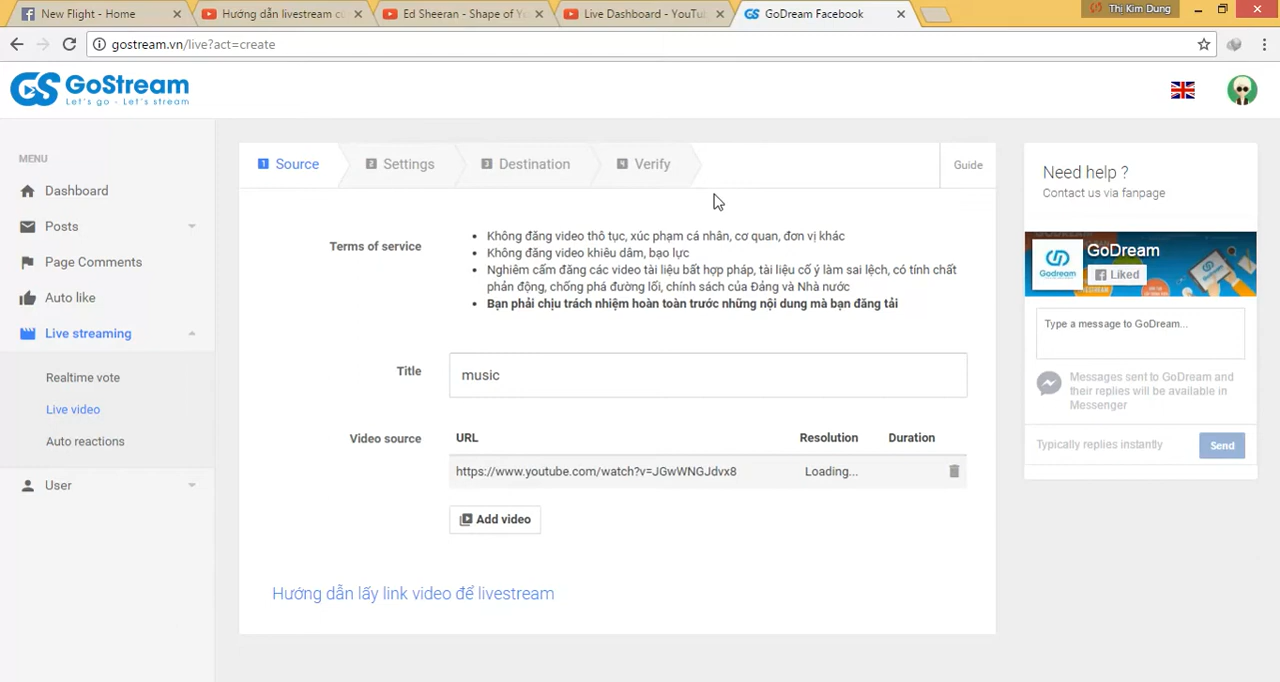 New Flight - Home
Hướng dẫn livestream cu
Ed Sheeran - Shape of Yo
Live Dashboard - YouTu
GoDream Facebook
Thi Kim Dung
gostream.vn/live?act=create
GS GoStream
Let's go - Let's stream
MENU
Dashboard
Posts
Page Comments
Auto like
Live streaming
Realtime vote
Live video
Auto reactions
User
1 Source
2 Settings
3 Destination
4 Verify
Guide
Terms of service
Không đăng video thô tục, xúc phạm cá nhân, cơ quan, đơn vị khác
Không đăng video khiêu dâm, bạo lực
Nghiêm cấm đăng các video tài liệu bất hợp pháp, tài liệu cố ý làm sai lệch, có tính chất
phản động, chống phá đường lối, chính sách của Đảng và Nhà nước
Bạn phải chịu trách nhiệm hoàn toàn trước những nội dung mà bạn đăng tải
Title
music
Video source
URL Resolution Duration
https://www.youtube.com/watch?v=JGwWNGJdvx8 Loading...
Add video
Hướng dẫn lấy link video để livestream
Need help ?
Contact us via fanpage
GoDream
Godream
Liked
Type a message to GoDream...
Messages sent to GoDream and
their replies will be available in
Messenger
Typically replies instantly
Send